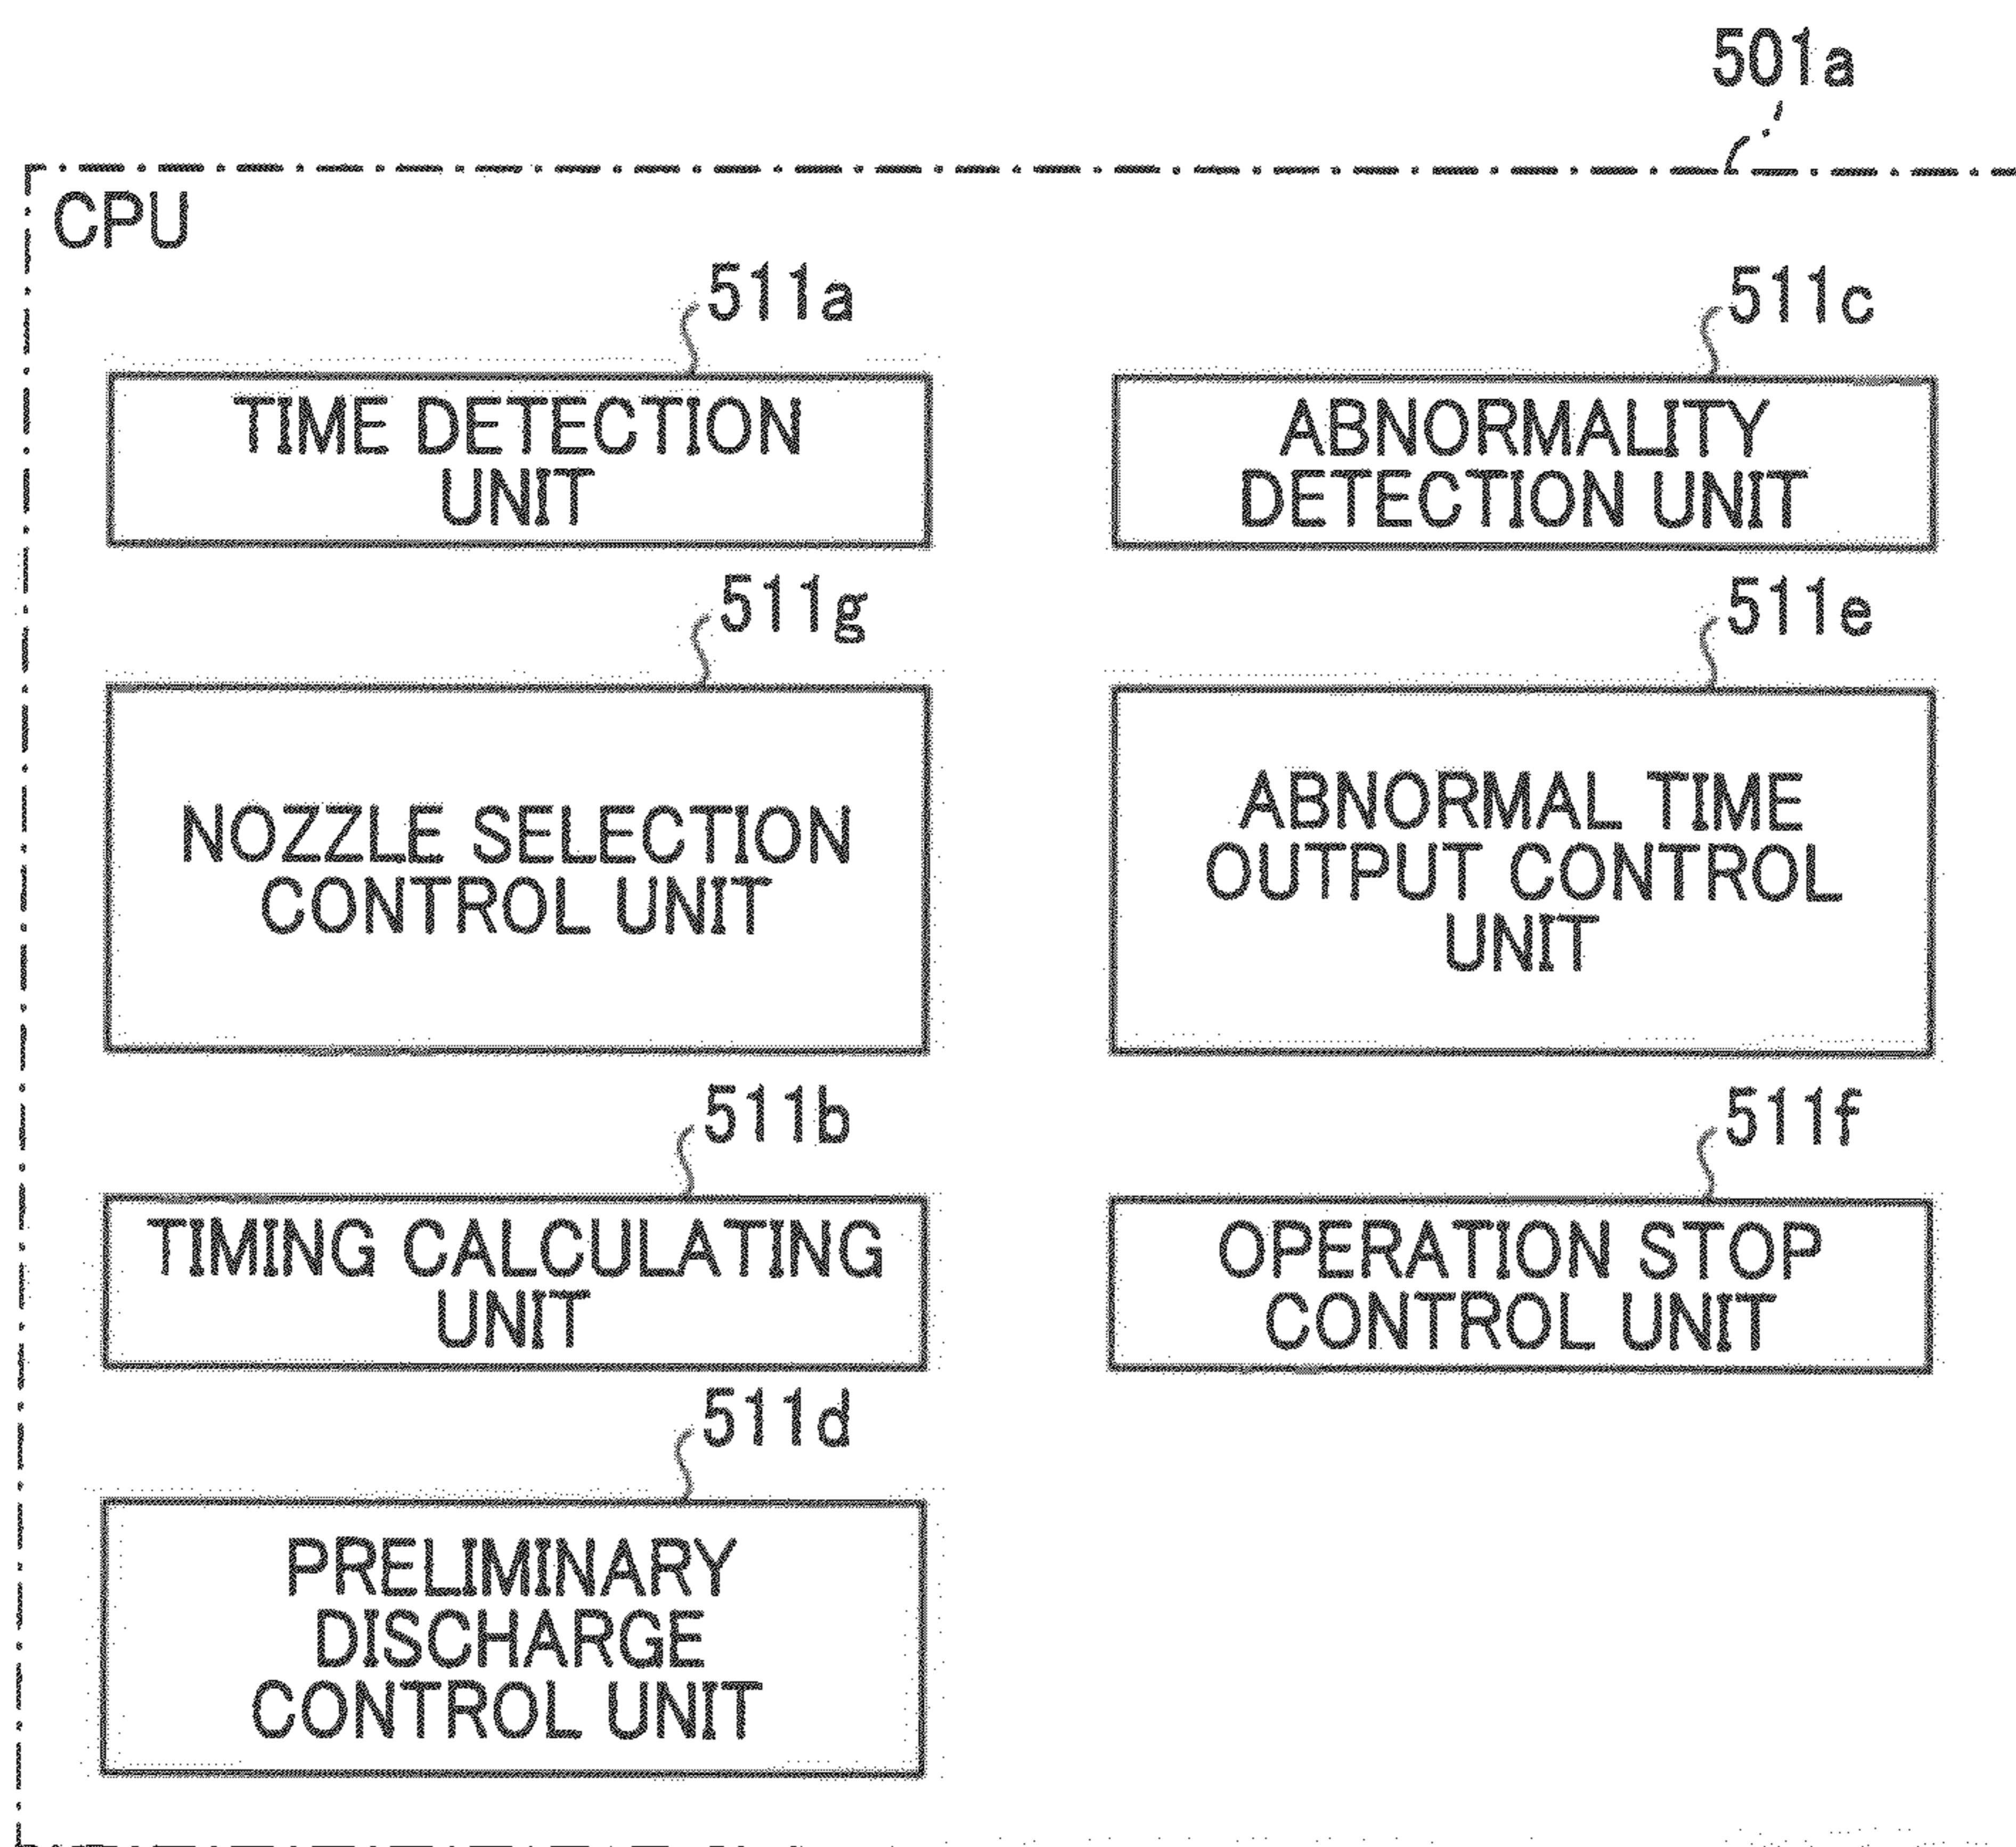 501a
CPU
511a
TIME DETECTION
UNIT
511c
ABNORMALITY
DETECTION UNIT
511g
NOZZLE SELECTION
CONTROL UNIT
511e
ABNORMAL TIME
OUTPUT CONTROL
UNIT
511b
TIMING CALCULATING
UNIT
511f
OPERATION STOP
CONTROL UNIT
511d
PRELIMINARY
DISCHARGE
CONTROL UNIT